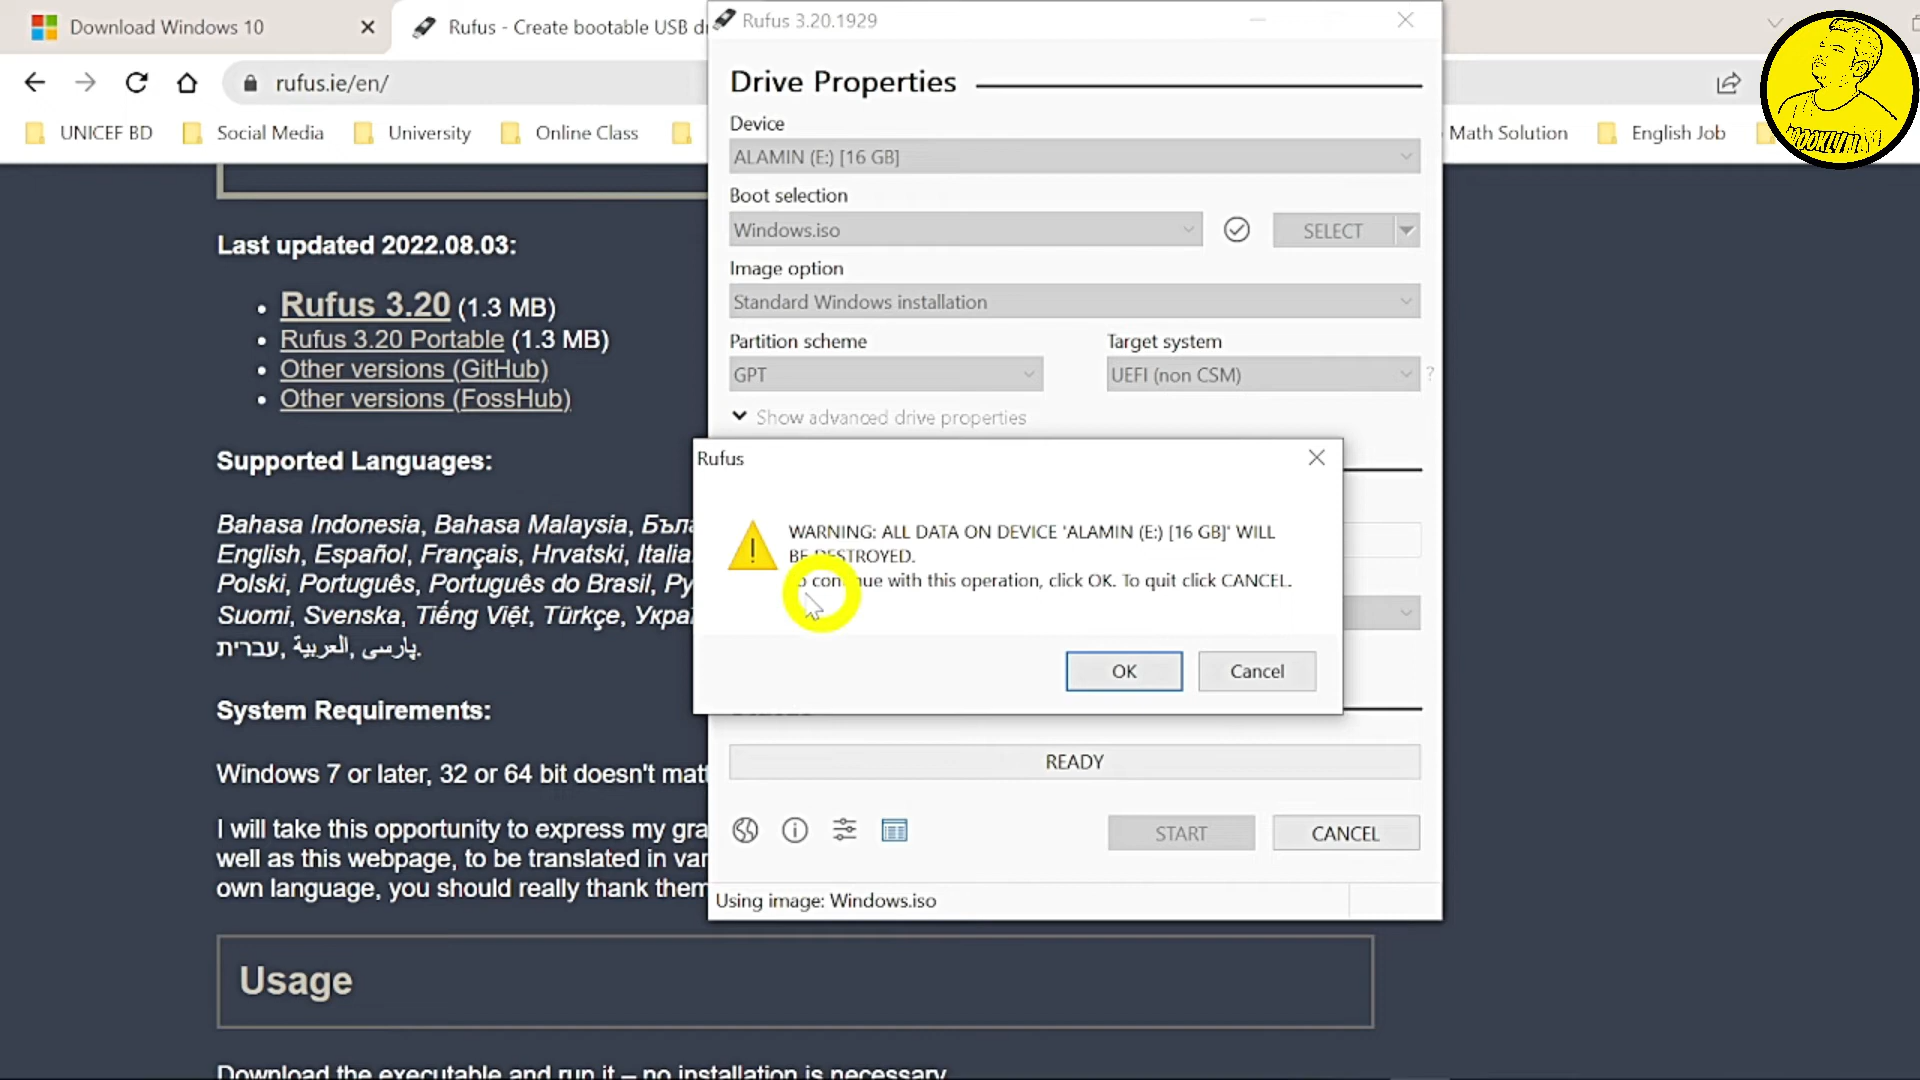 Download Windows 10
Rufus - Create bootable USB
rufus.ie/en/
UNICEF BD
Social Media
University
Online Class
Math Solution
English Job
Last updated 2022.08.03:
Rufus 3.20 (1.3 MB)
Rufus 3.20 Portable (1.3 MB)
Other versions (GitHub)
Other versions (FossHub)
Supported Languages:
Bahasa Indonesia, Bahasa Malaysia,
English, Español, Français, Hrvatski,
Polski, Português, Português do Brasil,
Suomi, Svenska, Tiếng Việt, Türkçe,
پارسی ,العربية ,עברית.
System Requirements:
Windows 7 or later, 32 or 64 bit doesn't
I will take this opportunity to express my
well as this webpage, to be translated in
own language, you should really thank them
Usage
Download the executable and run it – no installation is necessary.
Rufus 3.20.1929
Drive Properties
Device
ALAMIN (E:) [16 GB]
Boot selection
Windows.iso
SELECT
Image option
Standard Windows installation
Partition scheme
Target system
GPT
UEFI (non CSM)
?
Show advanced drive properties
Rufus
WARNING: ALL DATA ON DEVICE 'ALAMIN (E:) [16 GB]' WILL
BE DESTROYED.
To continue with this operation, click OK. To quit click CANCEL.
OK
Cancel
READY
START
CANCEL
Using image: Windows.iso